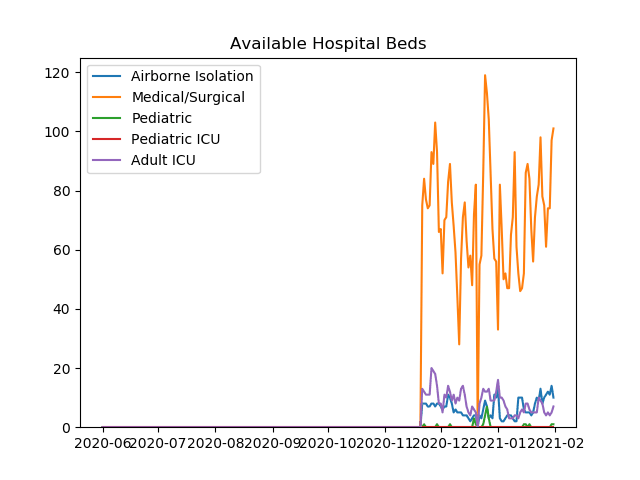 Available Hospital Beds
Airborne Isolation
Medical/Surgical
Pediatric
Pediatric ICU
Adult ICU
120
100
80
60
40
20
0
2020-06 2020-07 2020-08 2020-09 2020-10 2020-11 2020-12 2021-01 2021-02